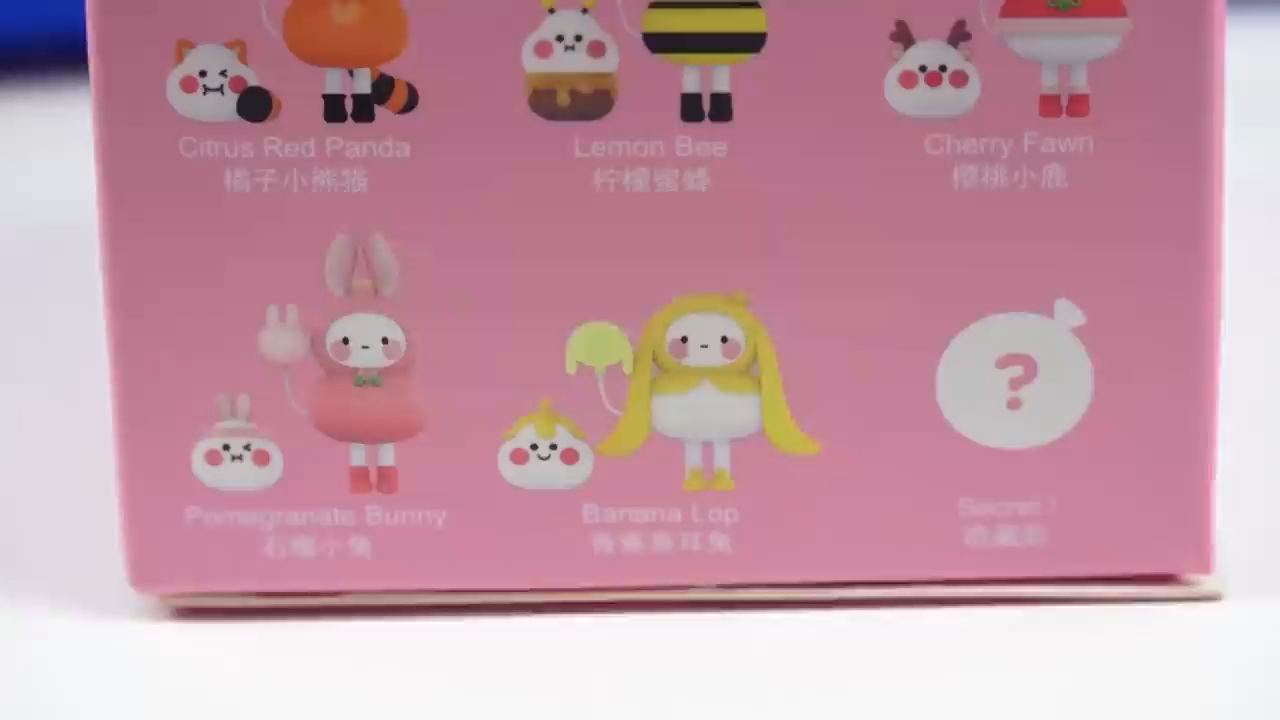 Citrus Red Panda
橘子小熊猫
Lemon Bee
柠檬蜜蜂
Cherry Fawn
樱桃小鹿
Pomegranate Bunny
石榴小兔
Banana Lop
香蕉垂耳兔
?
Secret!
隐藏款